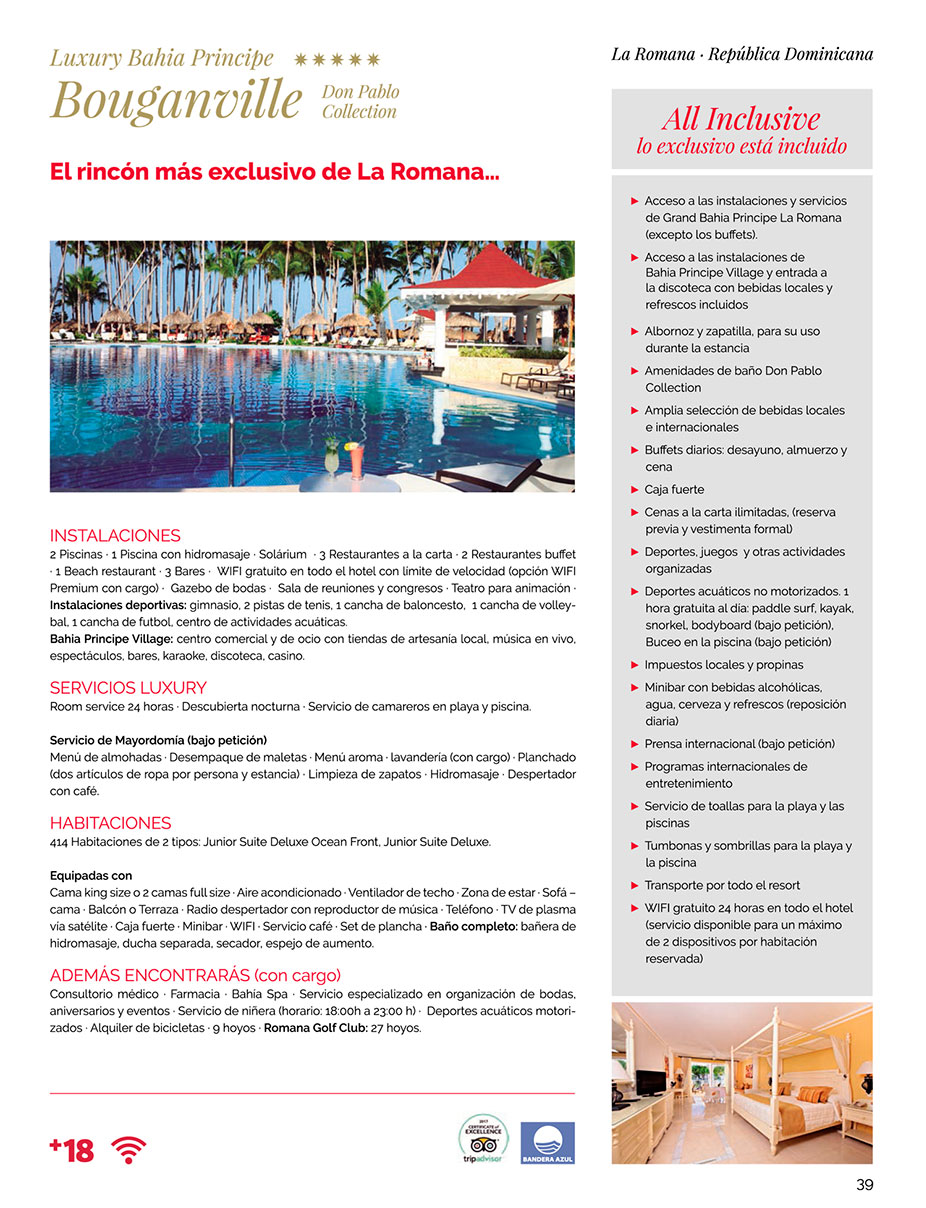 Luxury Bahia Principe ✷✷✷✷✷
Bouganville
Don Pablo
Collection
El rincón más exclusivo de La Romana...
INSTALACIONES
2 Piscinas · 1 Piscina con hidromasaje · Solárium · 3 Restaurantes a la carta · 2 Restaurantes buffet
· 1 Beach restaurant · 3 Bares · WIFI gratuito en todo el hotel con limite de velocidad (opción WIFI
Premium con cargo) · Gazebo de bodas · Sala de reuniones y congresos · Teatro para animación ·
Instalaciones deportivas: gimnasio, 2 pistas de tenis, 1 cancha de baloncesto, 1 cancha de volley-
bal, 1 cancha de futbol, centro de actividades acuáticas.
Bahia Principe Village: centro comercial y de ocio con tiendas de artesanía local, música en vivo,
espectáculos, bares, karaoke, discoteca, casino.
SERVICIOS LUXURY
Room service 24 horas · Descubierta nocturna · Servicio de camareros en playa y piscina.
Servicio de Mayordomía (bajo petición)
Menú de almohadas · Desempaque de maletas · Menú aroma · lavandería (con cargo) · Planchado
(dos artículos de ropa por persona y estancia) · Limpieza de zapatos · Hidromasaje · Despertador
con café.
HABITACIONES
414 Habitaciones de 2 tipos: Junior Suite Deluxe Ocean Front, Junior Suite Deluxe.
Equipadas con
Cama king size o 2 camas full size · Aire acondicionado · Ventilador de techo · Zona de estar · Sofá –
cama · Balcón o Terraza · Radio despertador con reproductor de música · Teléfono · TV de plasma
vía satélite · Caja fuerte · Minibar · WIFI · Servicio café · Set de plancha · Baño completo: bañera de
hidromasaje, ducha separada, secador, espejo de aumento.
ADEMÁS ENCONTRARÁS (con cargo)
Consultorio médico · Farmacia · Bahía Spa · Servicio especializado en organización de bodas,
aniversarios y eventos · Servicio de niñera (horario: 18:00h a 23:00 h) · Deportes acuáticos motori-
zados · Alquiler de bicicletas · 9 hoyos · Romana Golf Club: 27 hoyos.
+18
2017
CERTIFICATE of
EXCELLENCE
tripadvisor
BANDERA AZUL
La Romana · República Dominicana
All Inclusive
lo exclusivo está incluido
► Acceso a las instalaciones y servicios
de Grand Bahia Principe La Romana
(excepto los buffets).
► Acceso a las instalaciones de
Bahia Principe Village y entrada a
la discoteca con bebidas locales y
refrescos incluidos
► Albornoz y zapatilla, para su uso
durante la estancia
► Amenidades de baño Don Pablo
Collection
► Amplia selección de bebidas locales
e internacionales
► Buffets diarios: desayuno, almuerzo y
cena
► Caja fuerte
► Cenas a la carta ilimitadas, (reserva
previa y vestimenta formal)
► Deportes, juegos y otras actividades
organizadas
► Deportes acuáticos no motorizados. 1
hora gratuita al día: paddle surf, kayak,
snorkel, bodyboard (bajo petición),
Buceo en la piscina (bajo petición)
► Impuestos locales y propinas
► Minibar con bebidas alcohólicas,
agua, cerveza y refrescos (reposición
diaria)
► Prensa internacional (bajo petición)
► Programas internacionales de
entretenimiento
► Servicio de toallas para la playa y las
piscinas
► Tumbonas y sombrillas para la playa y
la piscina
► Transporte por todo el resort
► WIFI gratuito 24 horas en todo el hotel
(servicio disponible para un máximo
de 2 dispositivos por habitación
reservada)
39